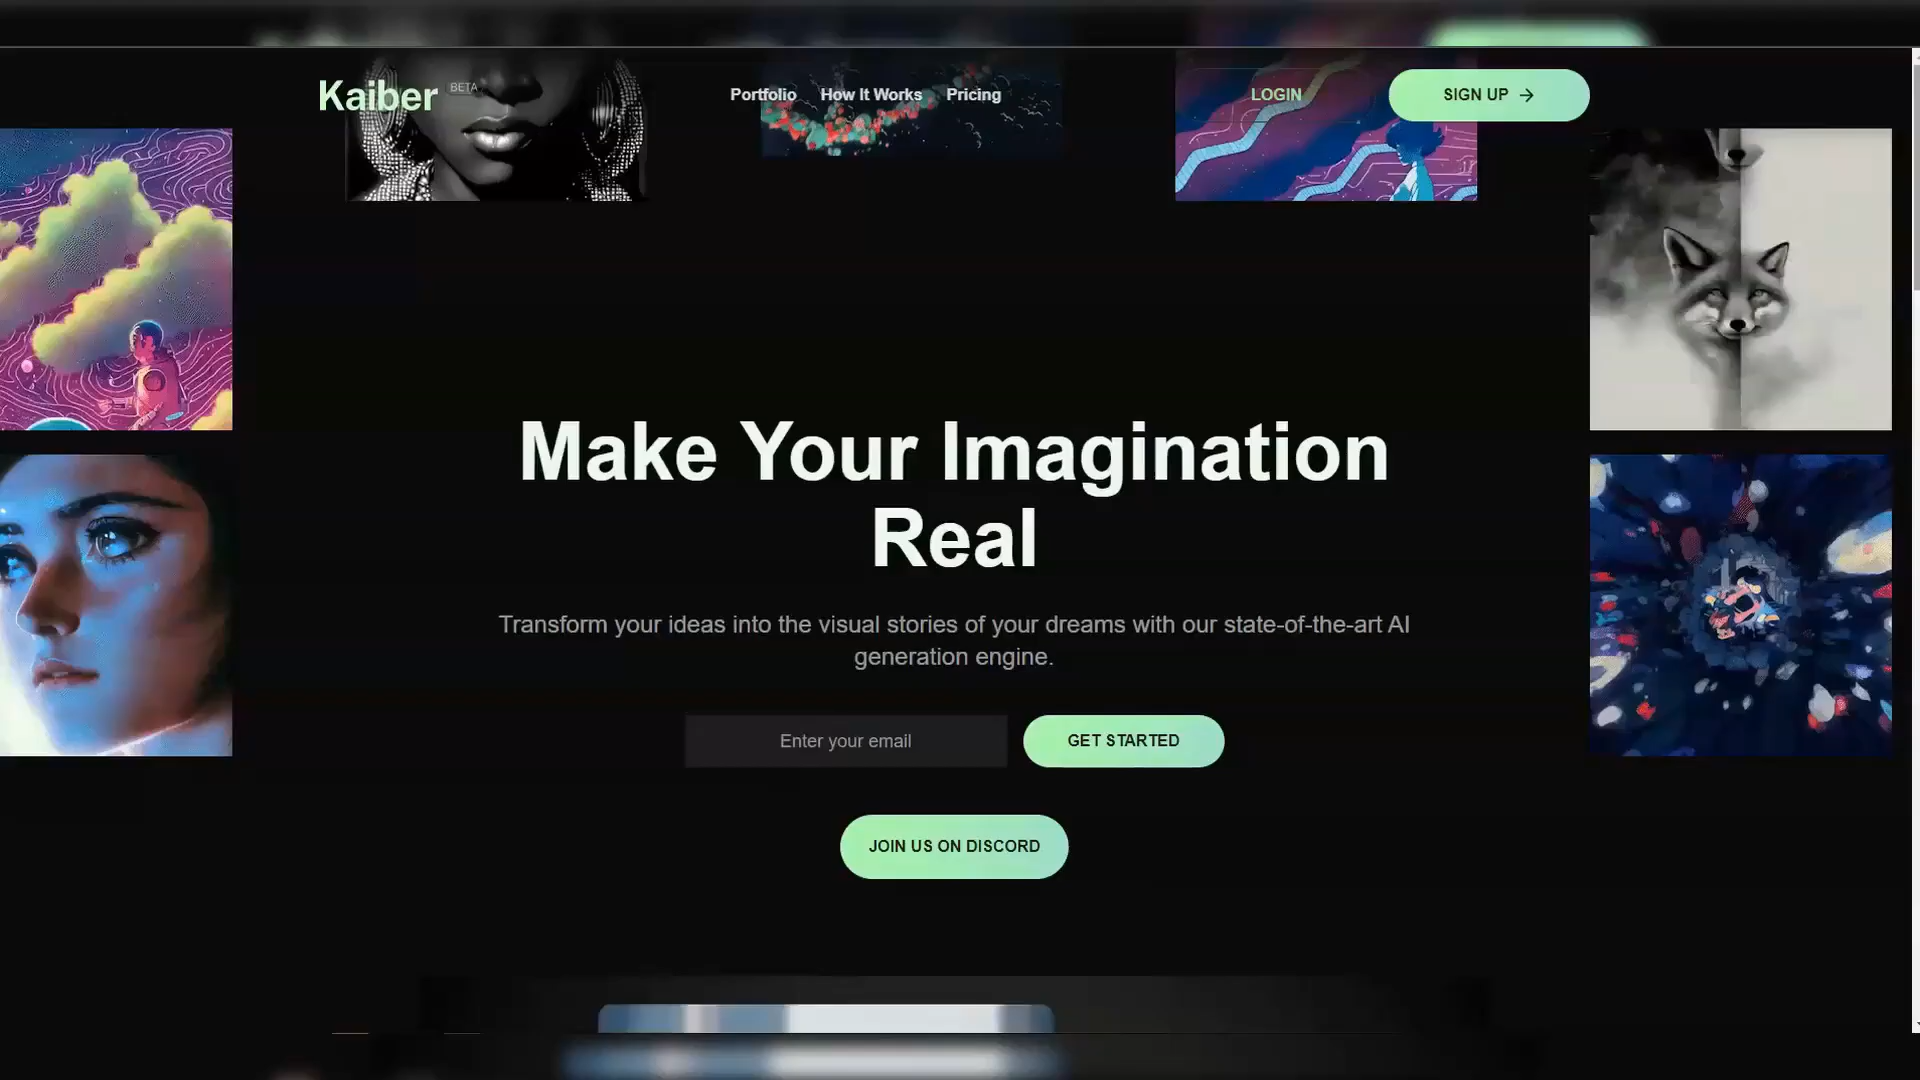 Kaiber BETA
Portfolio How It Works Pricing
LOGIN
SIGN UP →
Make Your Imagination
Real
Transform your ideas into the visual stories of your dreams with our state-of-the-art AI
generation engine.
Enter your email
GET STARTED
JOIN US ON DISCORD